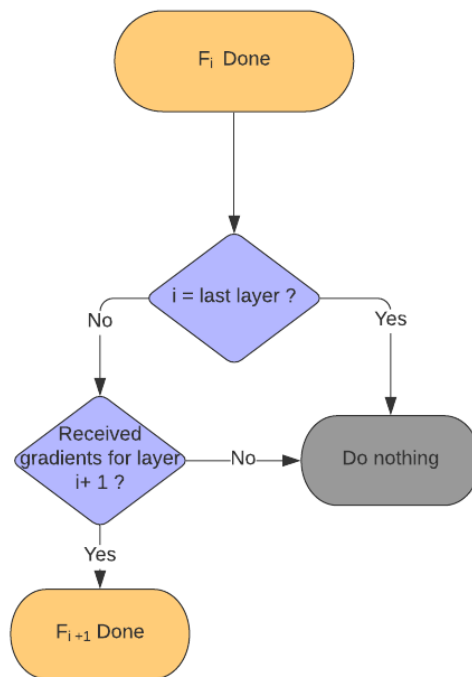 Fᵢ Done
i = last layer ?
No
Yes
Received
gradients for layer
i+ 1 ?
No
Do nothing
Yes
Fᵢ ₊₁ Done